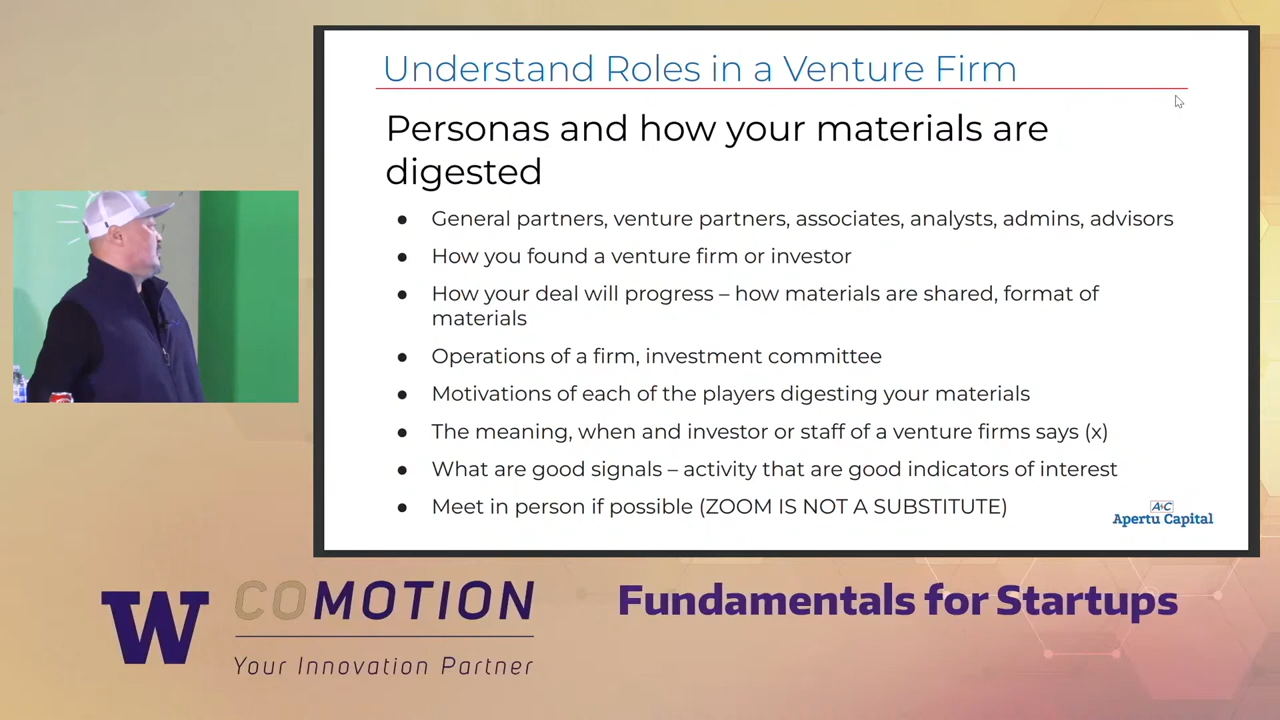 Understand Roles in a Venture Firm
Personas and how your materials are
digested
● General partners, venture partners, associates, analysts, admins, advisors
● How you found a venture firm or investor
● How your deal will progress – how materials are shared, format of
materials
● Operations of a firm, investment committee
● Motivations of each of the players digesting your materials
● The meaning, when and investor or staff of a venture firms says (x)
● What are good signals – activity that are good indicators of interest
● Meet in person if possible (ZOOM IS NOT A SUBSTITUTE)
A&C
Apertu Capital
W
COMOTION
Your Innovation Partner
Fundamentals for Startups